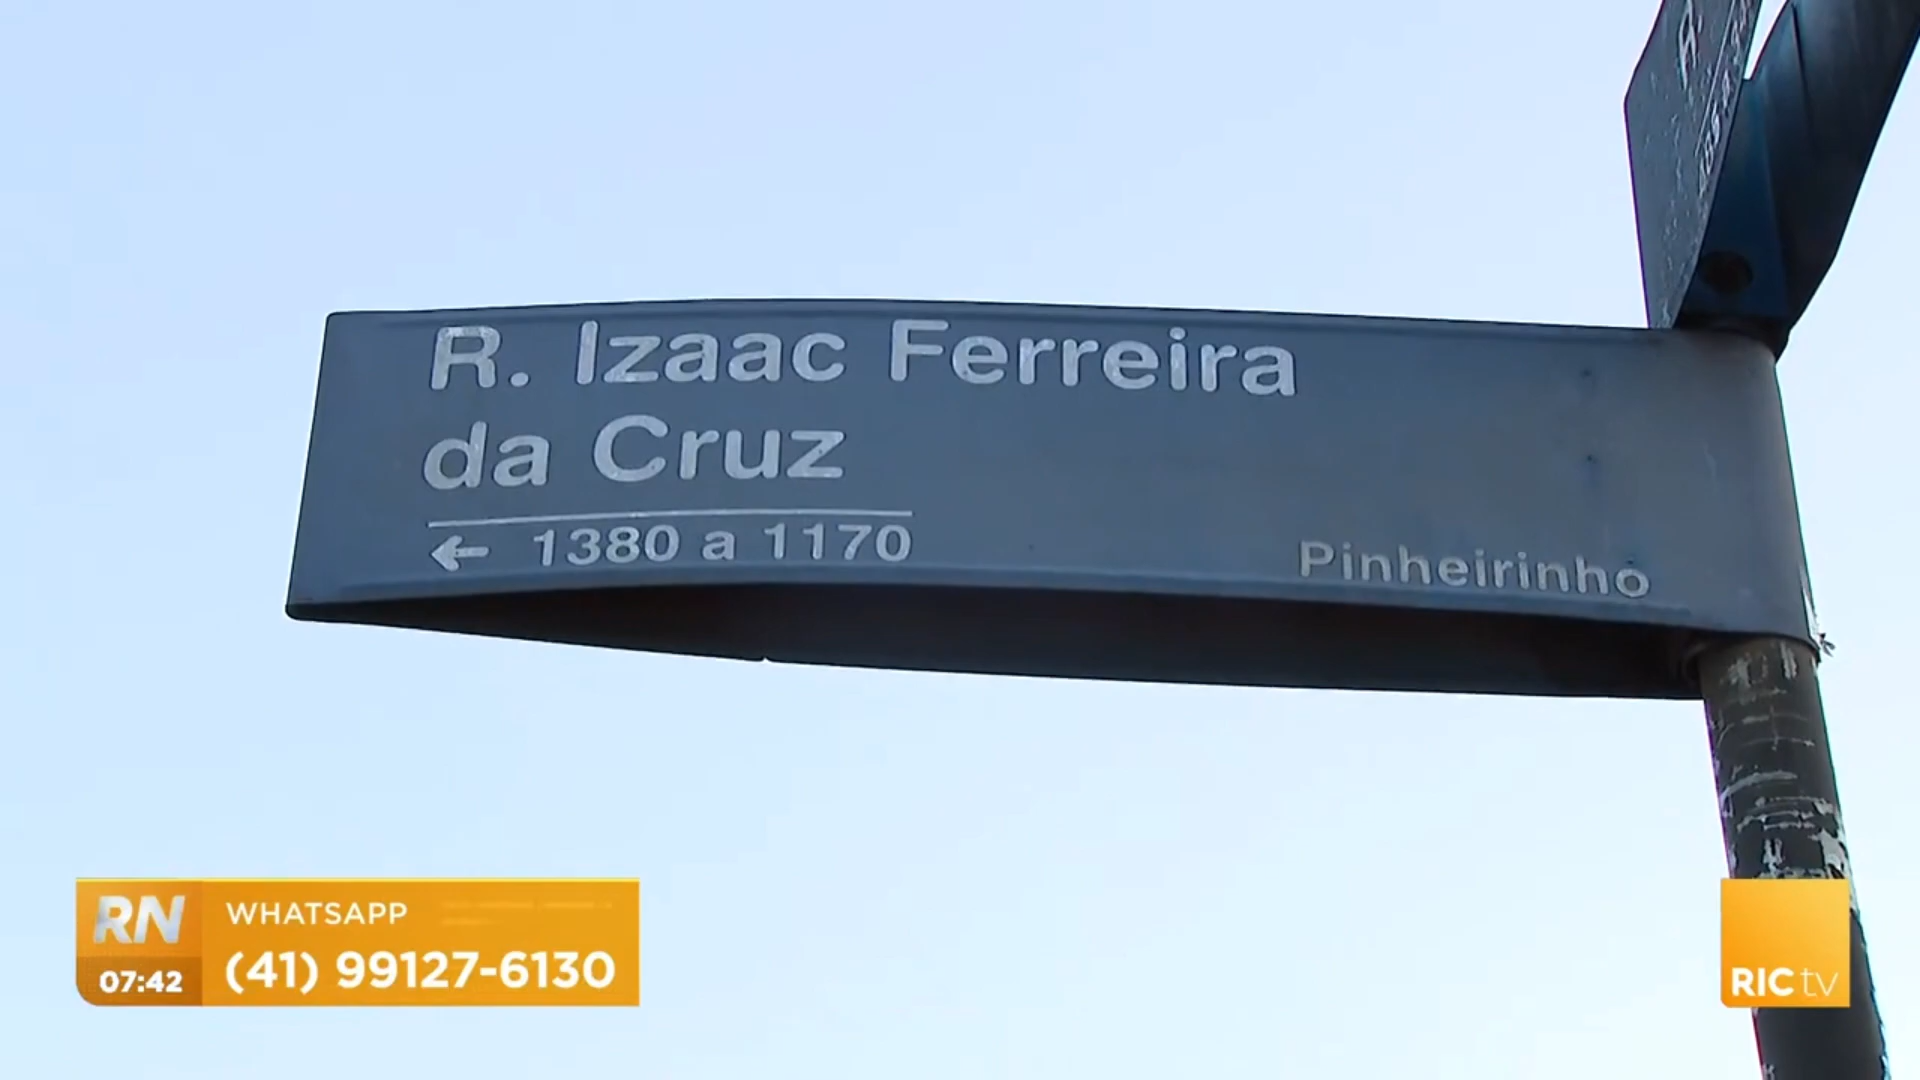 R. Izaac Ferreira
da Cruz
← 1380 a 1170
Pinheirinho
RN
07:42
WHATSAPP
(41) 99127-6130
RIC tv